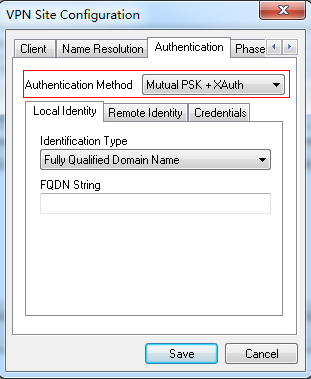 VPN Site Configuration
Client Name Resolution Authentication Phase
Authentication Method Mutual PSK + XAuth
Local Identity Remote Identity Credentials
Identification Type
Fully Qualified Domain Name
FQDN String
Save Cancel